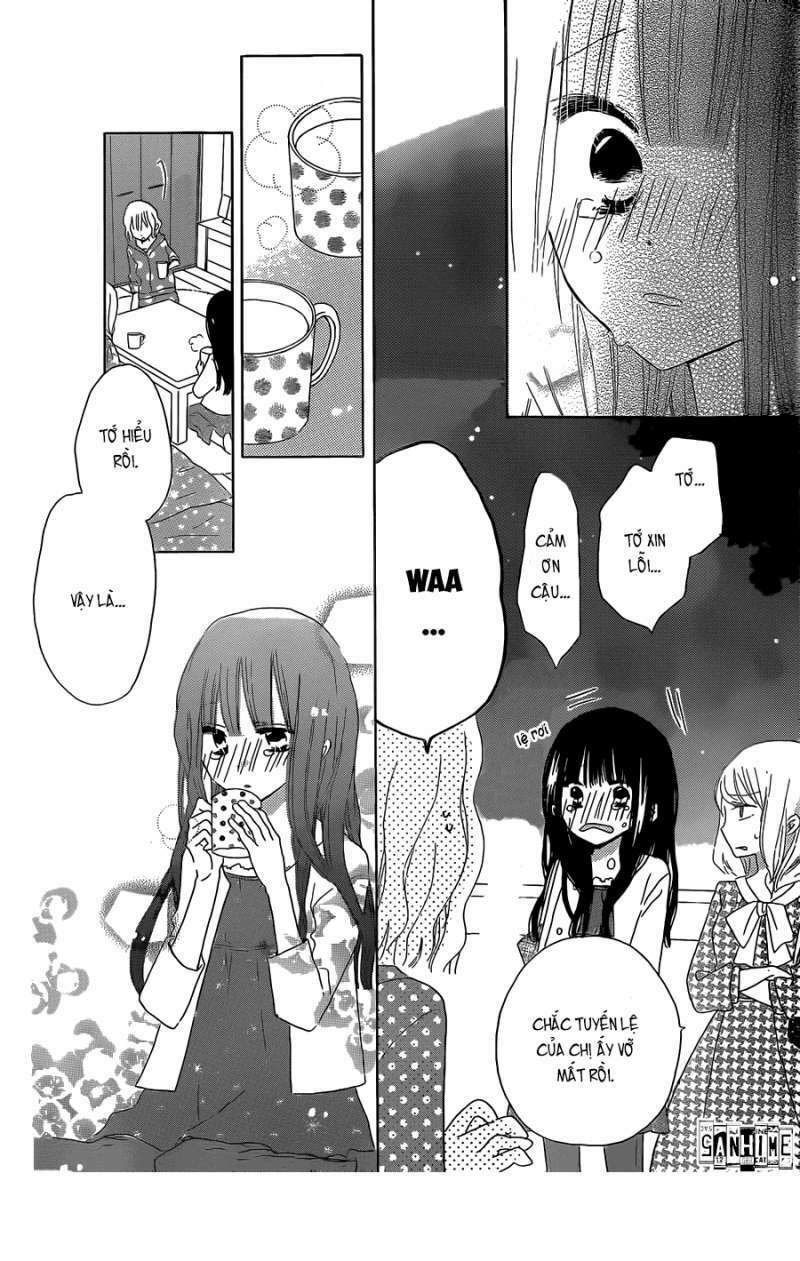 TỚ...
TỚ XIN
LỖI...
CẢM
ƠN
CẬU...
WAA
...
lệ rơi
CHẮC TUYẾN LỆ
CỦA CHỊ ẤY VỠ
MẤT RỒI.
TỚ HIỂU
RỒI.
VẬY LÀ...
SANHIME